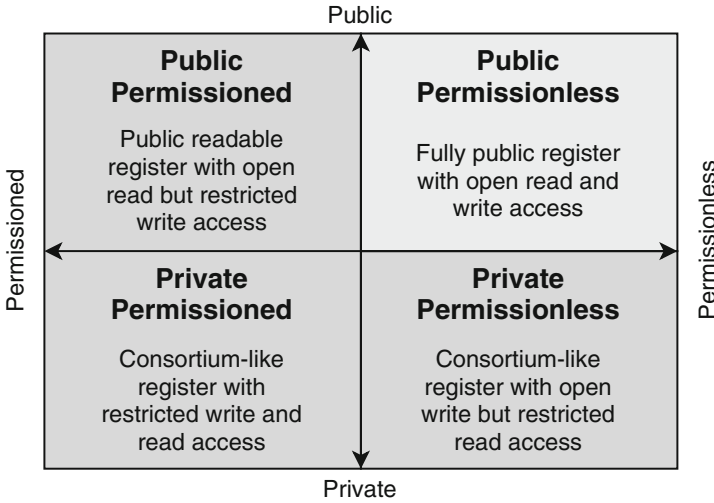 Public
Public
Permissioned
Public readable
register with open
read but restricted
write access
Public
Permissionless
Fully public register
with open read and
write access
Permissioned
Permissionless
Private
Permissioned
Consortium-like
register with
restricted write and
read access
Private
Permissionless
Consortium-like
register with open
write but restricted
read access
Private